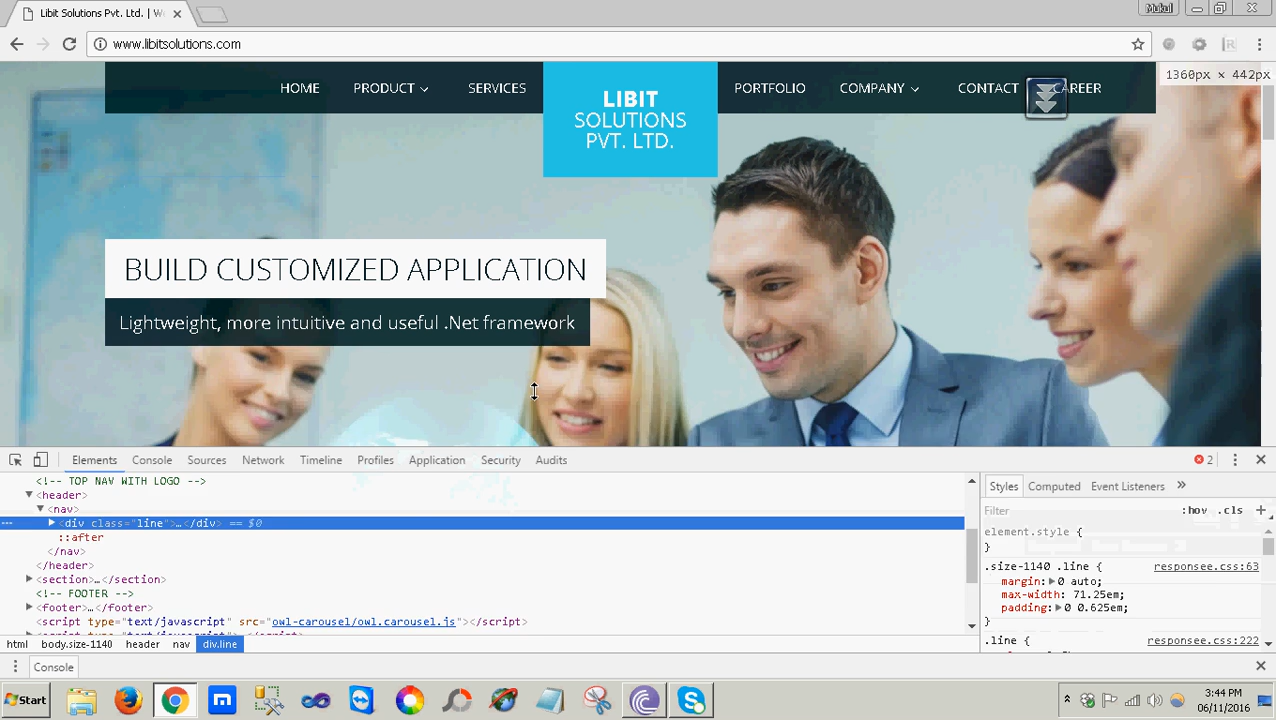 Libit Solutions Pvt. Ltd. | W
Mukul
www.libitsolutions.com
1360px × 442px
HOME
PRODUCT
SERVICES
LIBIT
SOLUTIONS
PVT. LTD.
PORTFOLIO
COMPANY
CONTACT
CAREER
BUILD CUSTOMIZED APPLICATION
Lightweight, more intuitive and useful .Net framework
Elements Console Sources Network Timeline Profiles Application Security Audits
2
<!-- TOP NAV WITH LOGO -->
<header>
<nav>
<div class="line">…</div> == $0
::after
</nav>
</header>
<section>…</section>
<!-- FOOTER -->
<footer>…</footer>
<script type="text/javascript" src="owl-carousel/owl.carousel.js"></script>
html body.size-1140 header nav div.line
Styles Computed Event Listeners »
Filter :hov .cls +
element.style {
}
.size-1140 .line { responsee.css:63
margin: 0 auto;
max-width: 71.25em;
padding: 0 0.625em;
}
.line { responsee.css:222
Console
Start
3:44 PM
06/11/2016